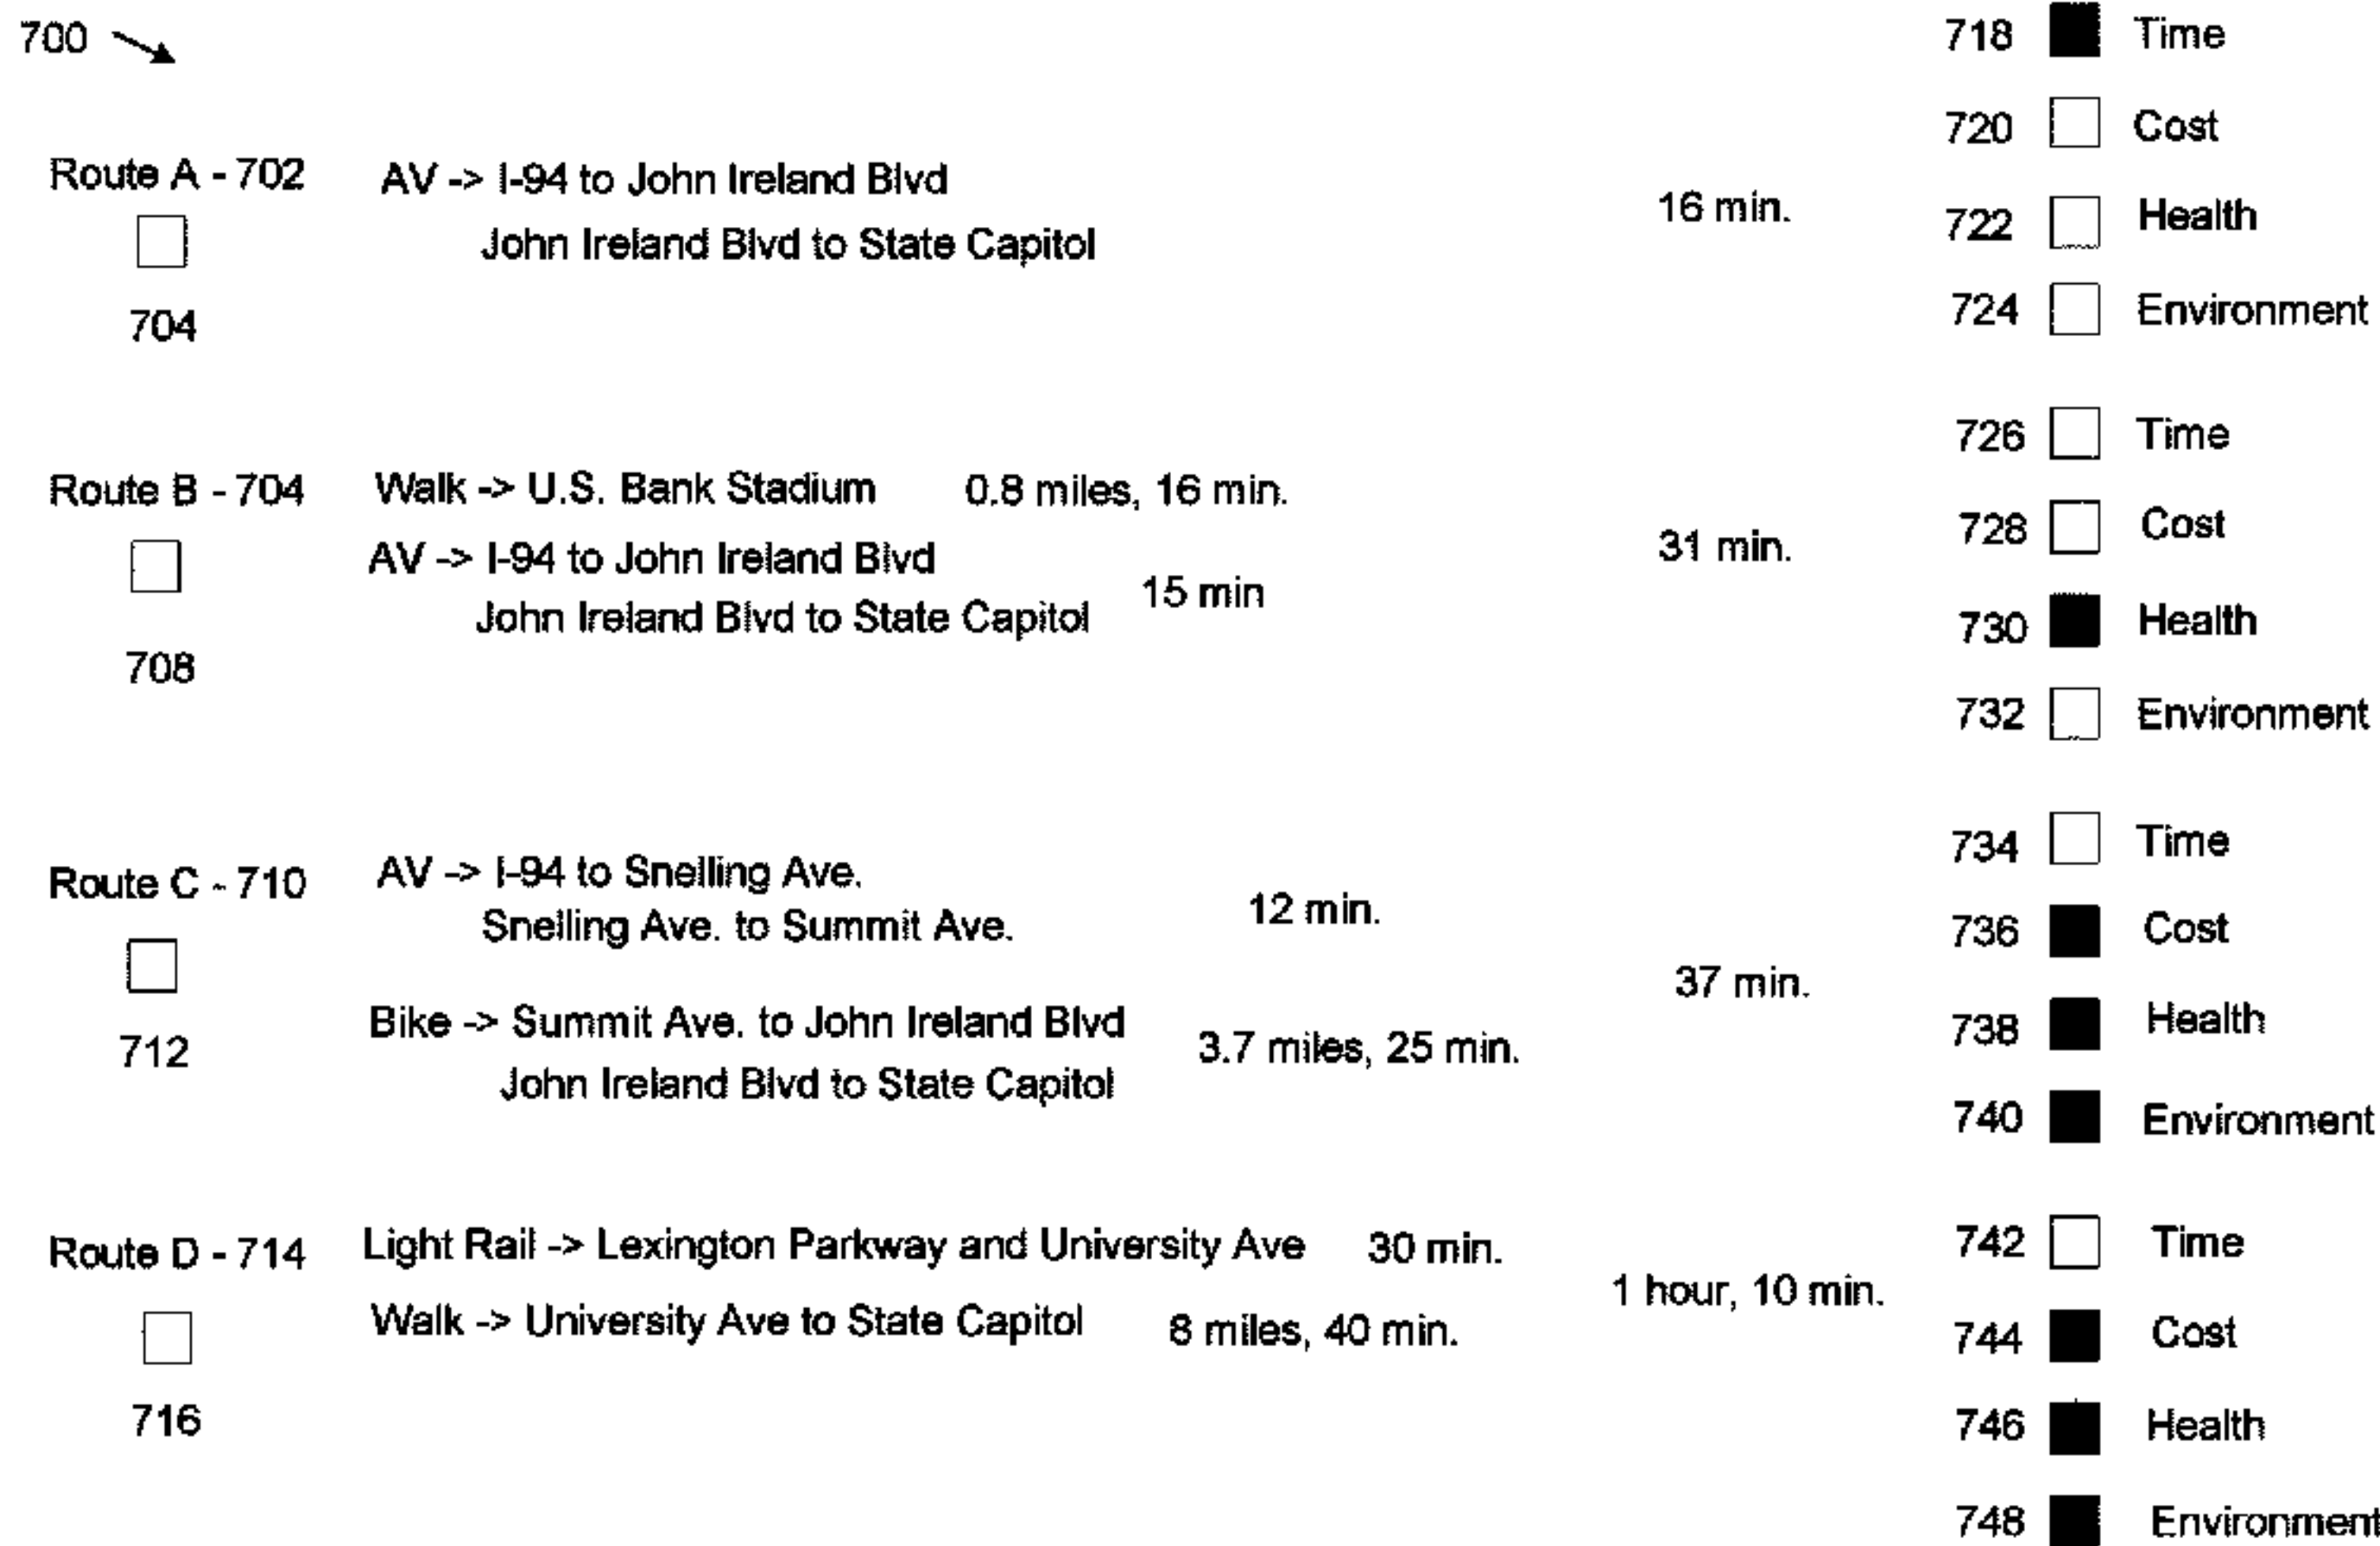 700
718 Time
720 Cost
Route A - 702 AV -> I-94 to John Ireland Blvd
John Ireland Blvd to State Capitol
16 min.
722 Health
704
724 Environment
726 Time
Route B - 704 Walk -> U.S. Bank Stadium 0.8 miles, 16 min.
728 Cost
AV -> I-94 to John Ireland Blvd
31 min.
John Ireland Blvd to State Capitol 15 min
730 Health
708
732 Environment
734 Time
Route C - 710 AV -> I-94 to Snelling Ave.
Snelling Ave. to Summit Ave.
12 min.
736 Cost
37 min.
712
Bike -> Summit Ave. to John Ireland Blvd
John Ireland Blvd to State Capitol
3.7 miles, 25 min.
738 Health
740 Environment
Route D - 714 Light Rail -> Lexington Parkway and University Ave 30 min.
742 Time
1 hour, 10 min.
Walk -> University Ave to State Capitol 8 miles, 40 min.
744 Cost
716
746 Health
748 Environment